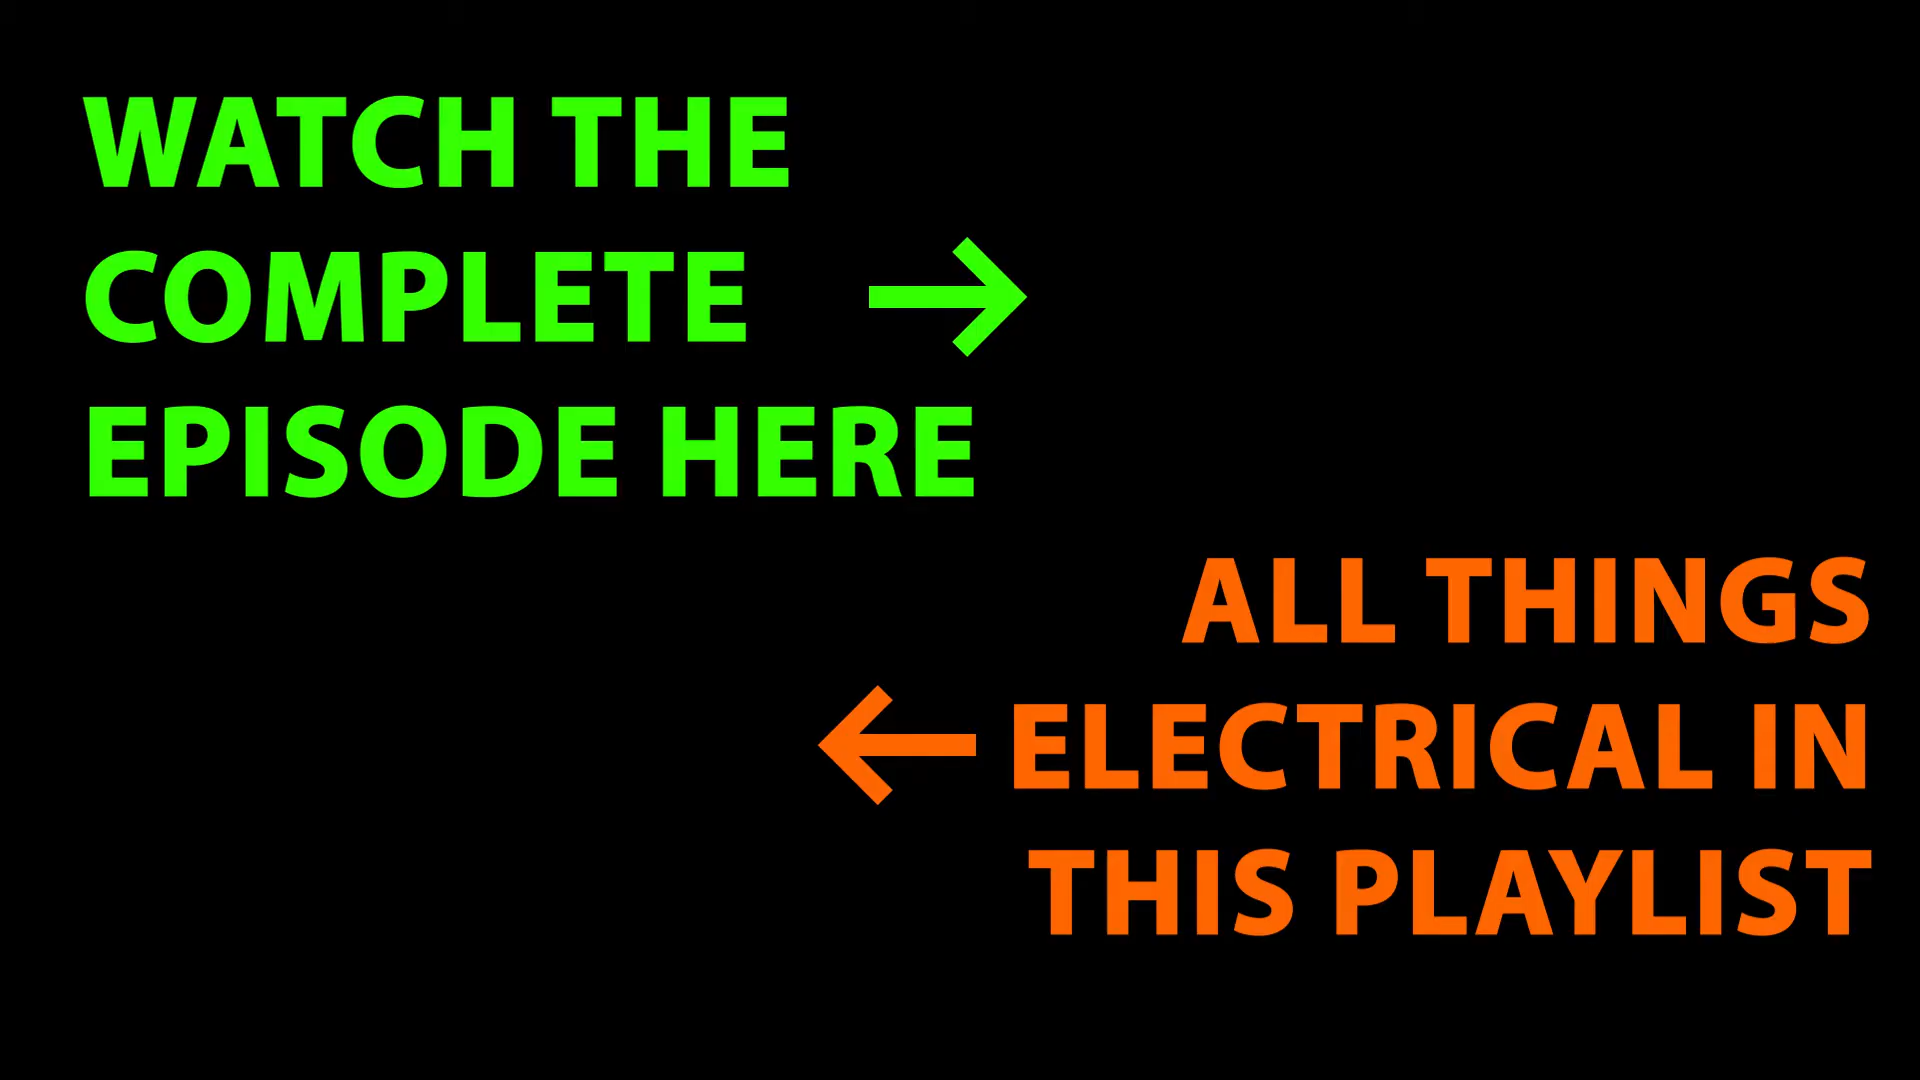 WATCH THE
COMPLETE
EPISODE HERE
ALL THINGS
ELECTRICAL IN
THIS PLAYLIST